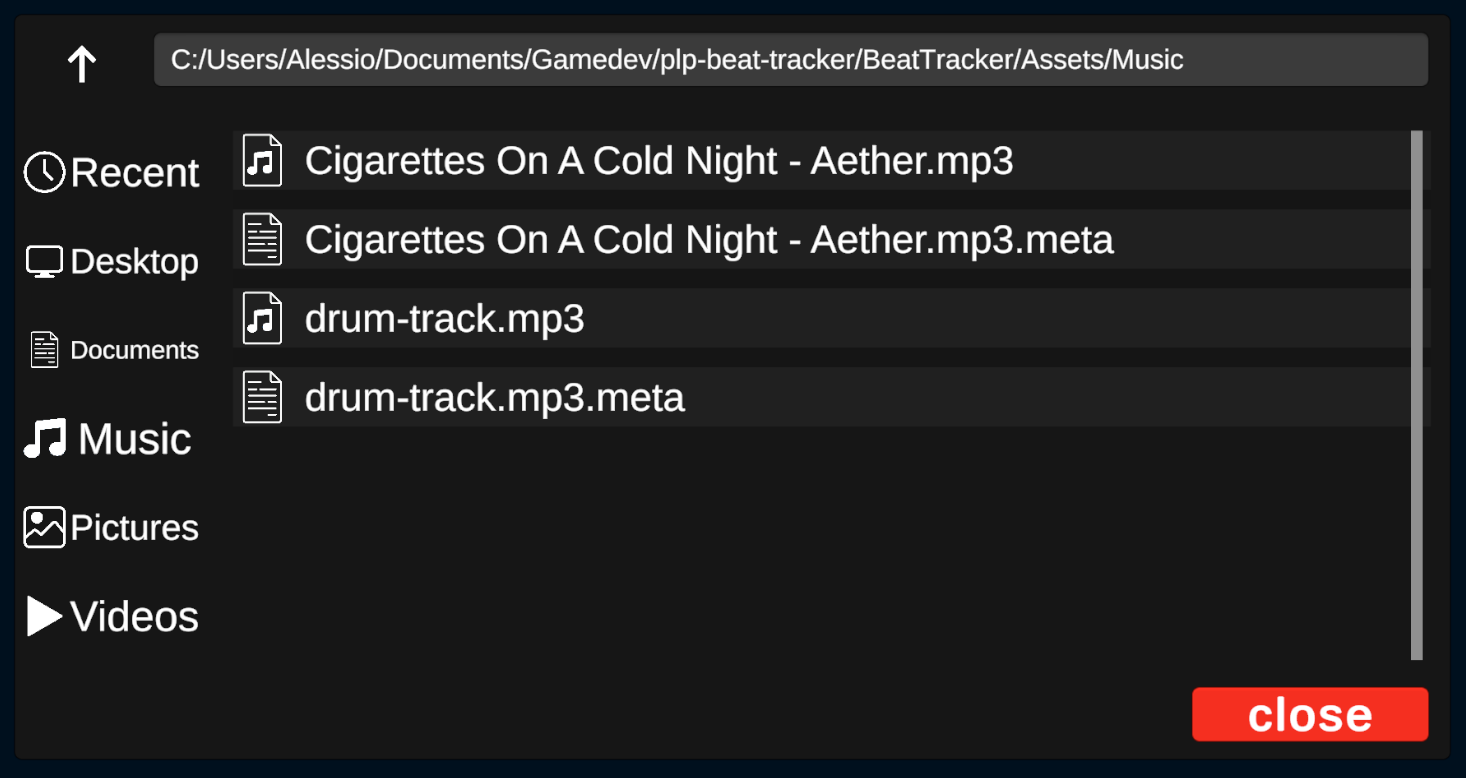 C:/Users/Alessio/Documents/Gamedev/plp-beat-tracker/BeatTracker/Assets/Music
Recent
Desktop
Documents
Music
Pictures
Videos
Cigarettes On A Cold Night - Aether.mp3
Cigarettes On A Cold Night - Aether.mp3.meta
drum-track.mp3
drum-track.mp3.meta
close